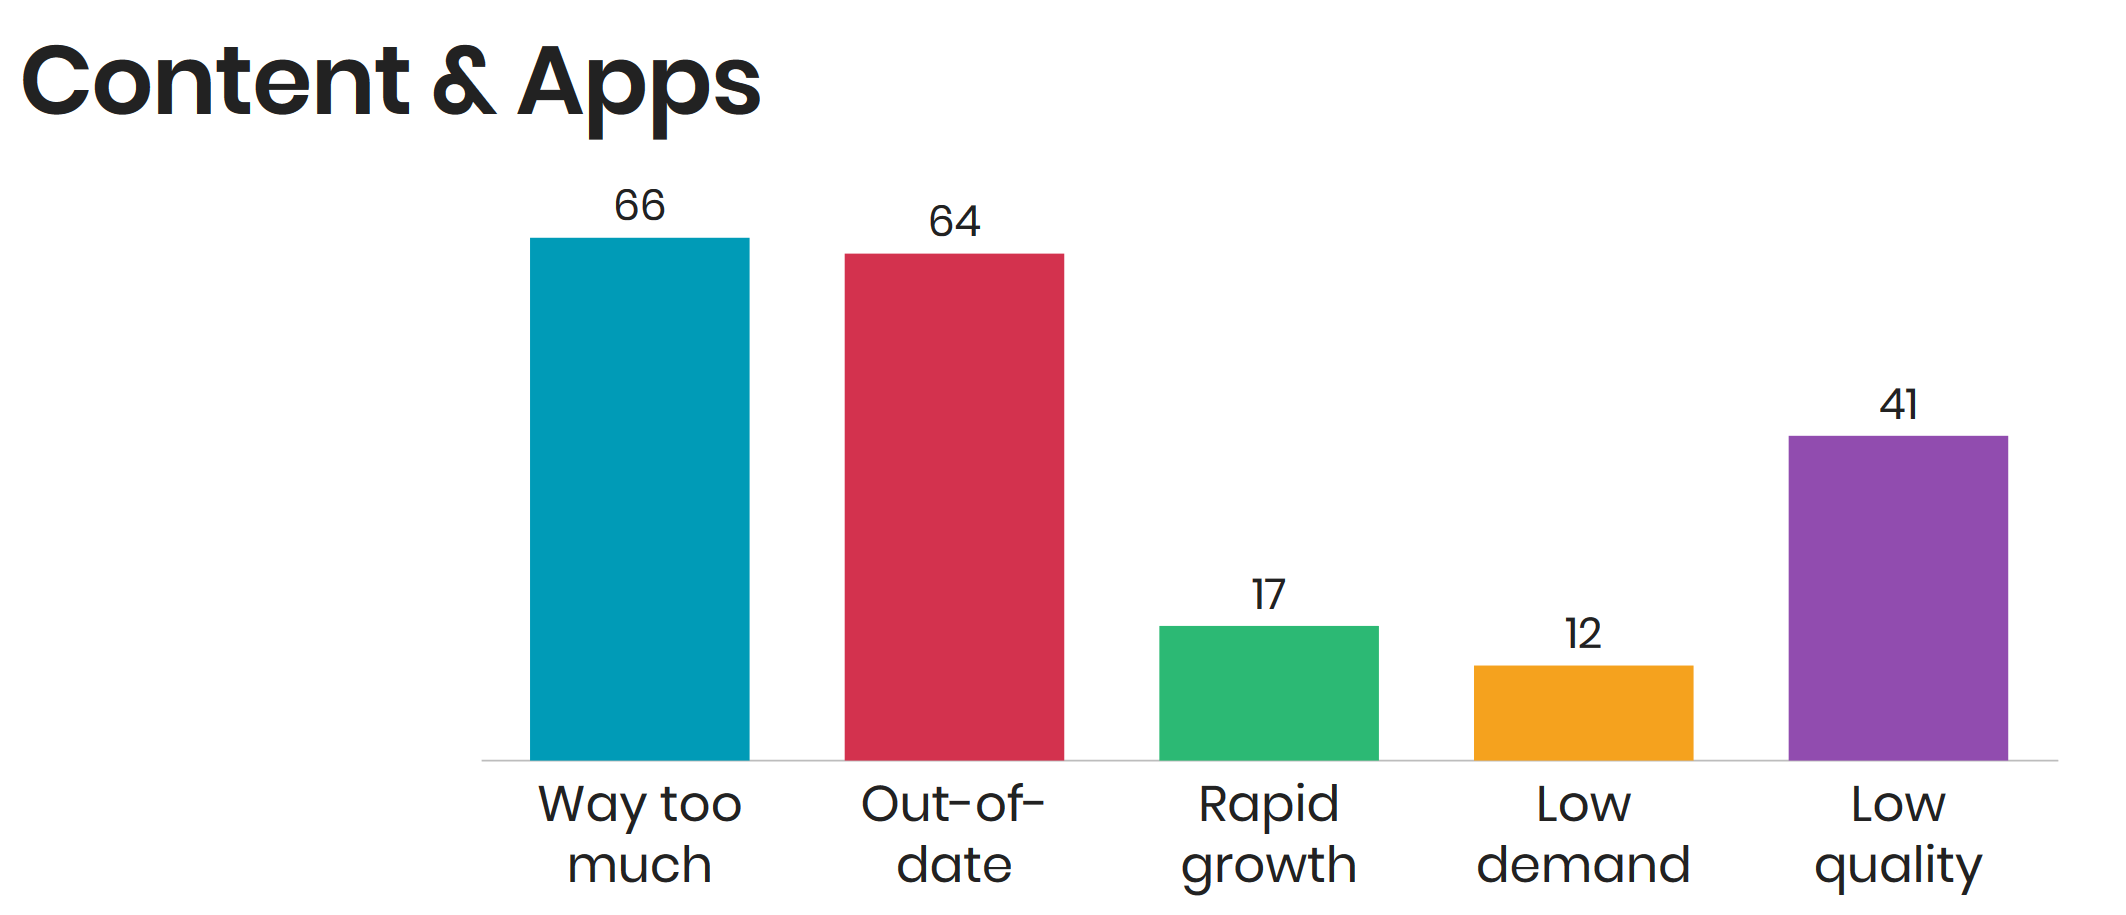 Content & Apps
66
64
17
12
41
Way too
much
Out-of-
date
Rapid
growth
Low
demand
Low
quality